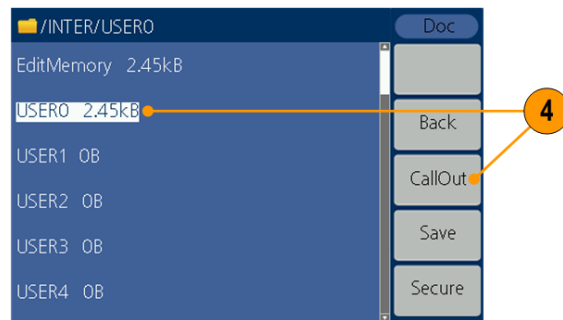 /INTER/USER0
Doc
EditMemory 2.45kB
USER0 2.45kB
USER1 0B
USER2 0B
USER3 0B
USER4 0B
Back
CallOut
Save
Secure
4